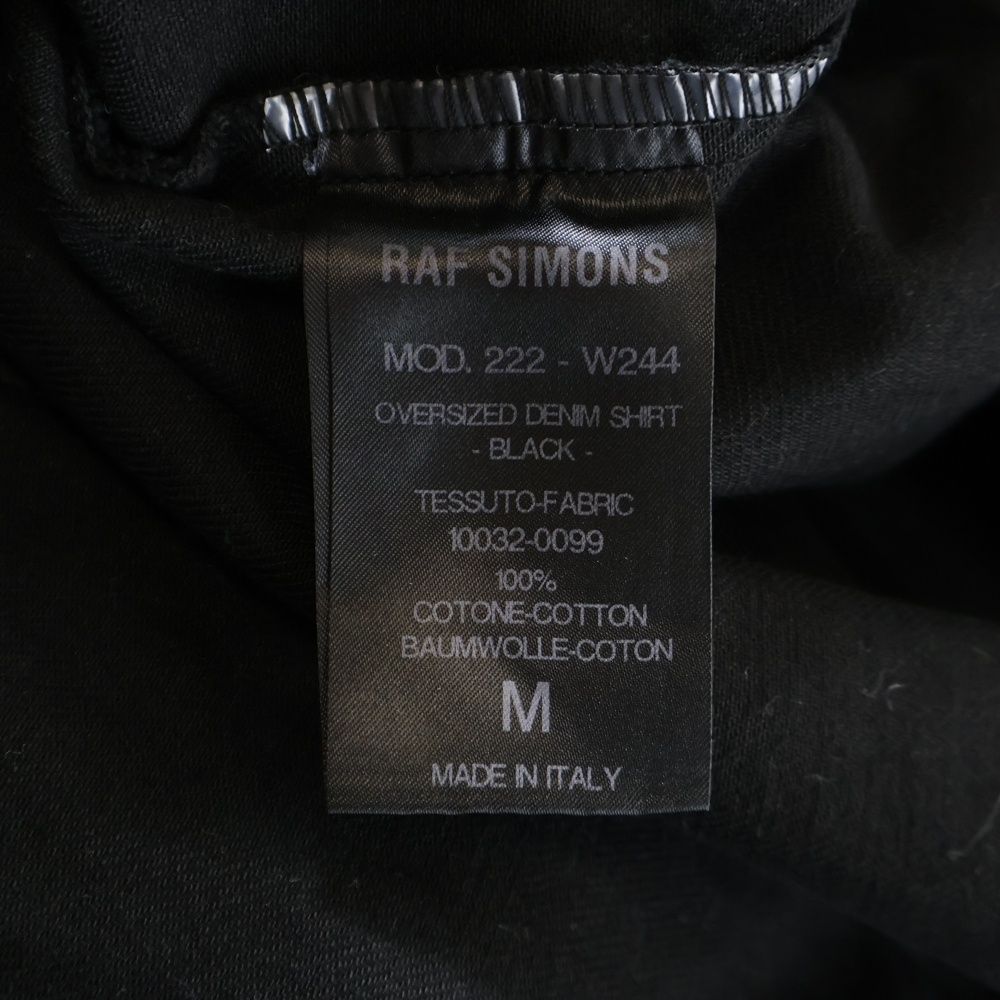 RAF SIMONS
MOD. 222 - W244
OVERSIZED DENIM SHIRT
- BLACK -
TESSUTO-FABRIC
10032-0099
100%
COTONE-COTTON
BAUMWOLLE-COTON
M
MADE IN ITALY